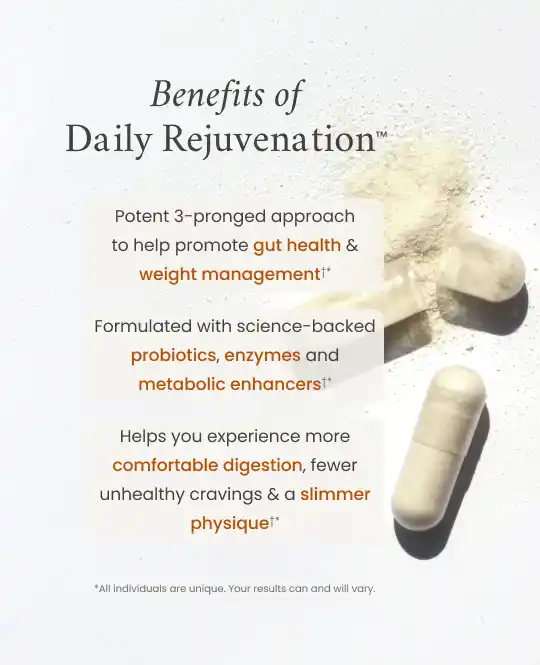 Benefits of
Daily Rejuvenation™
Potent 3-pronged approach
to help promote gut health &
weight management†*
Formulated with science-backed
probiotics, enzymes and
metabolic enhancers†*
Helps you experience more
comfortable digestion, fewer
unhealthy cravings & a slimmer
physique†*
*All individuals are unique. Your results can and will vary.